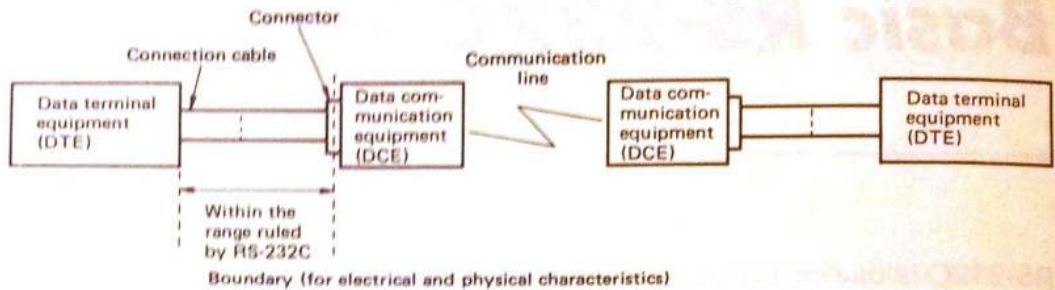 Connector
Connection cable
Communication
line
Data terminal
equipment
(DTE)
Data com-
munication
equipment
(DCE)
Data com-
munication
equipment
(DCE)
Data terminal
equipment
(DTE)
Within the
range ruled
by RS-232C
Boundary (for electrical and physical characteristics)